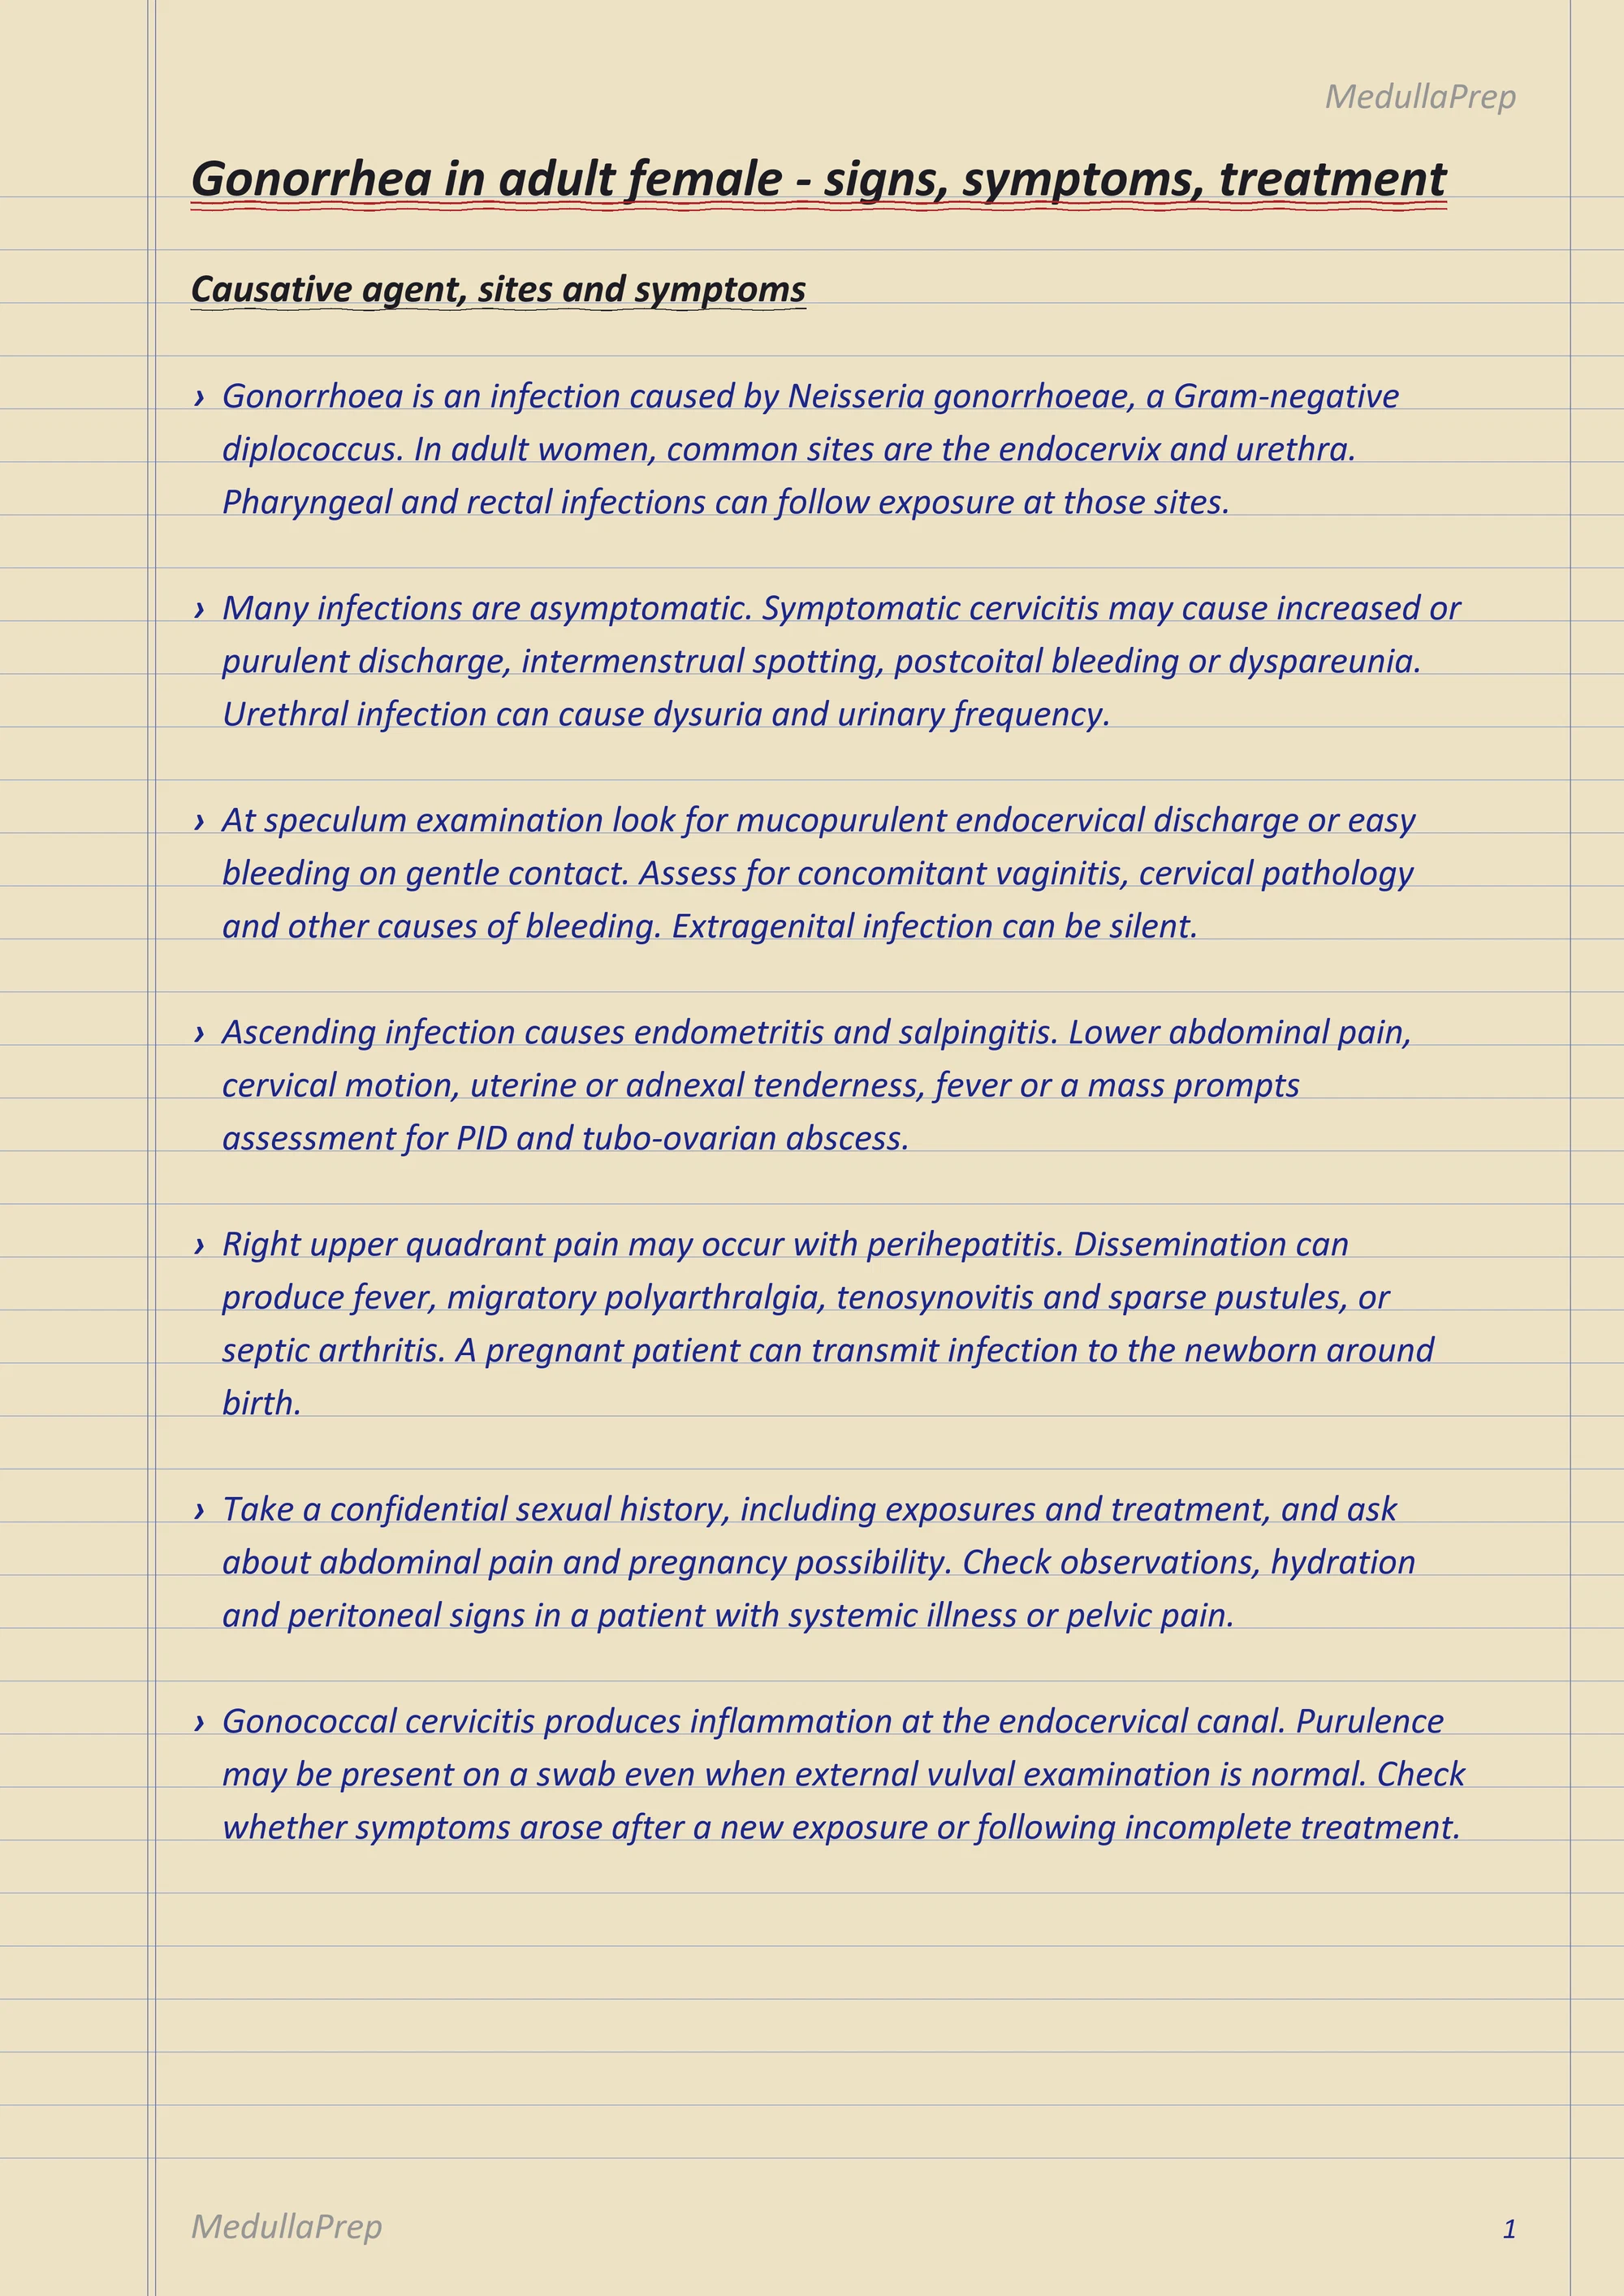 MedullaPrep
Gonorrhea in adult female - signs, symptoms, treatment
Causative agent, sites and symptoms
› Gonorrhoea is an infection caused by Neisseria gonorrhoeae, a Gram-negative
diplococcus. In adult women, common sites are the endocervix and urethra.
Pharyngeal and rectal infections can follow exposure at those sites.
› Many infections are asymptomatic. Symptomatic cervicitis may cause increased or
purulent discharge, intermenstrual spotting, postcoital bleeding or dyspareunia.
Urethral infection can cause dysuria and urinary frequency.
› At speculum examination look for mucopurulent endocervical discharge or easy
bleeding on gentle contact. Assess for concomitant vaginitis, cervical pathology
and other causes of bleeding. Extragenital infection can be silent.
› Ascending infection causes endometritis and salpingitis. Lower abdominal pain,
cervical motion, uterine or adnexal tenderness, fever or a mass prompts
assessment for PID and tubo-ovarian abscess.
› Right upper quadrant pain may occur with perihepatitis. Dissemination can
produce fever, migratory polyarthralgia, tenosynovitis and sparse pustules, or
septic arthritis. A pregnant patient can transmit infection to the newborn around
birth.
› Take a confidential sexual history, including exposures and treatment, and ask
about abdominal pain and pregnancy possibility. Check observations, hydration
and peritoneal signs in a patient with systemic illness or pelvic pain.
› Gonococcal cervicitis produces inflammation at the endocervical canal. Purulence
may be present on a swab even when external vulval examination is normal. Check
whether symptoms arose after a new exposure or following incomplete treatment.
MedullaPrep
1